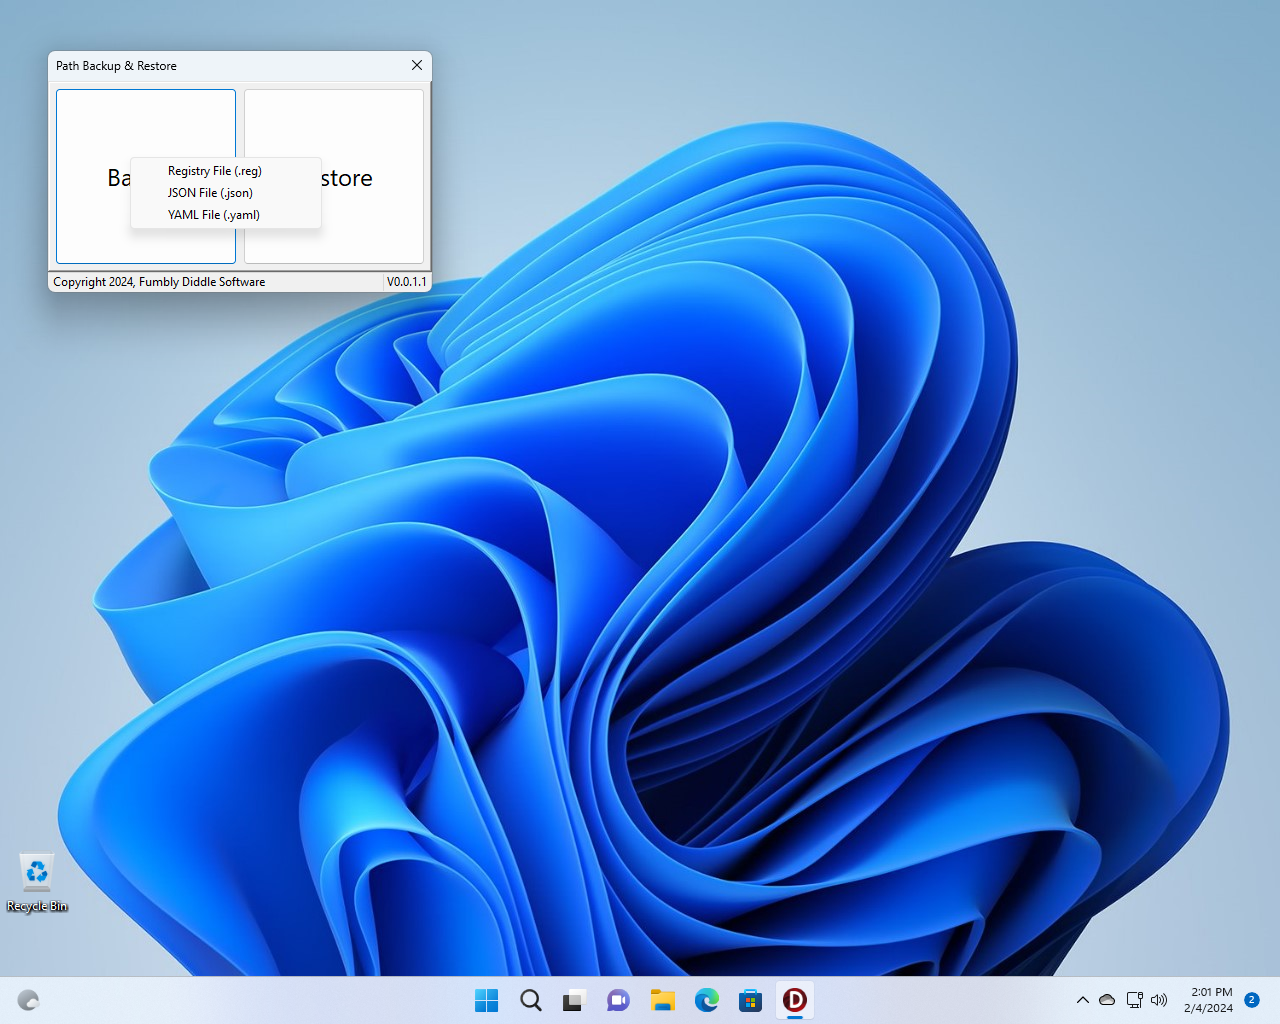 Path Backup & Restore
Ba
store
Registry File (.reg)
JSON File (.json)
YAML File (.yaml)
Copyright 2024, Fumbly Diddle Software
V0.0.1.1
Recycle Bin
D
2:01 PM
2/4/2024
2